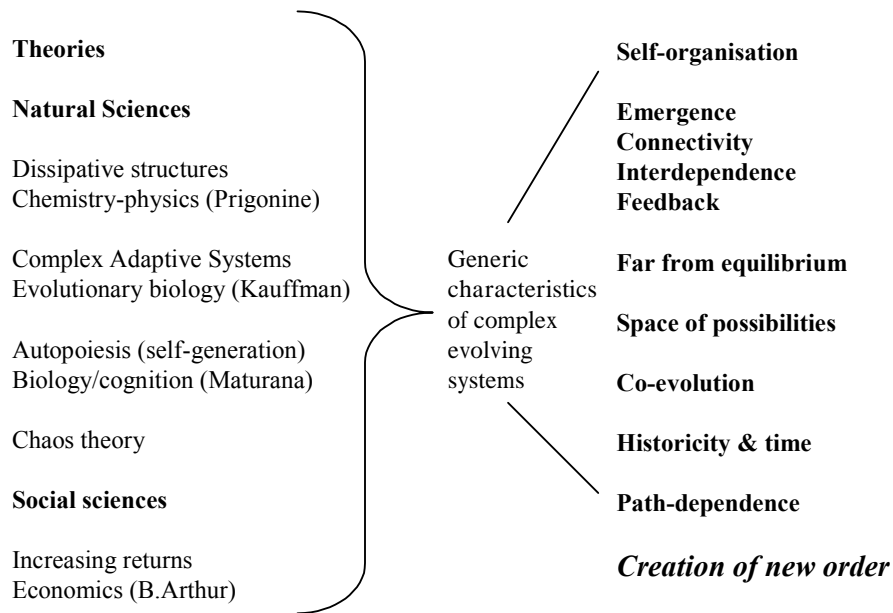 Theories
Natural Sciences
Dissipative structures
Chemistry-physics (Prigonine)
Complex Adaptive Systems
Evolutionary biology (Kauffman)
Autopoiesis (self-generation)
Biology/cognition (Maturana)
Chaos theory
Social sciences
Increasing returns
Economics (B.Arthur)
Generic
characteristics
of complex
evolving
systems
Self-organisation
Emergence
Connectivity
Interdependence
Feedback
Far from equilibrium
Space of possibilities
Co-evolution
Historicity & time
Path-dependence
Creation of new order